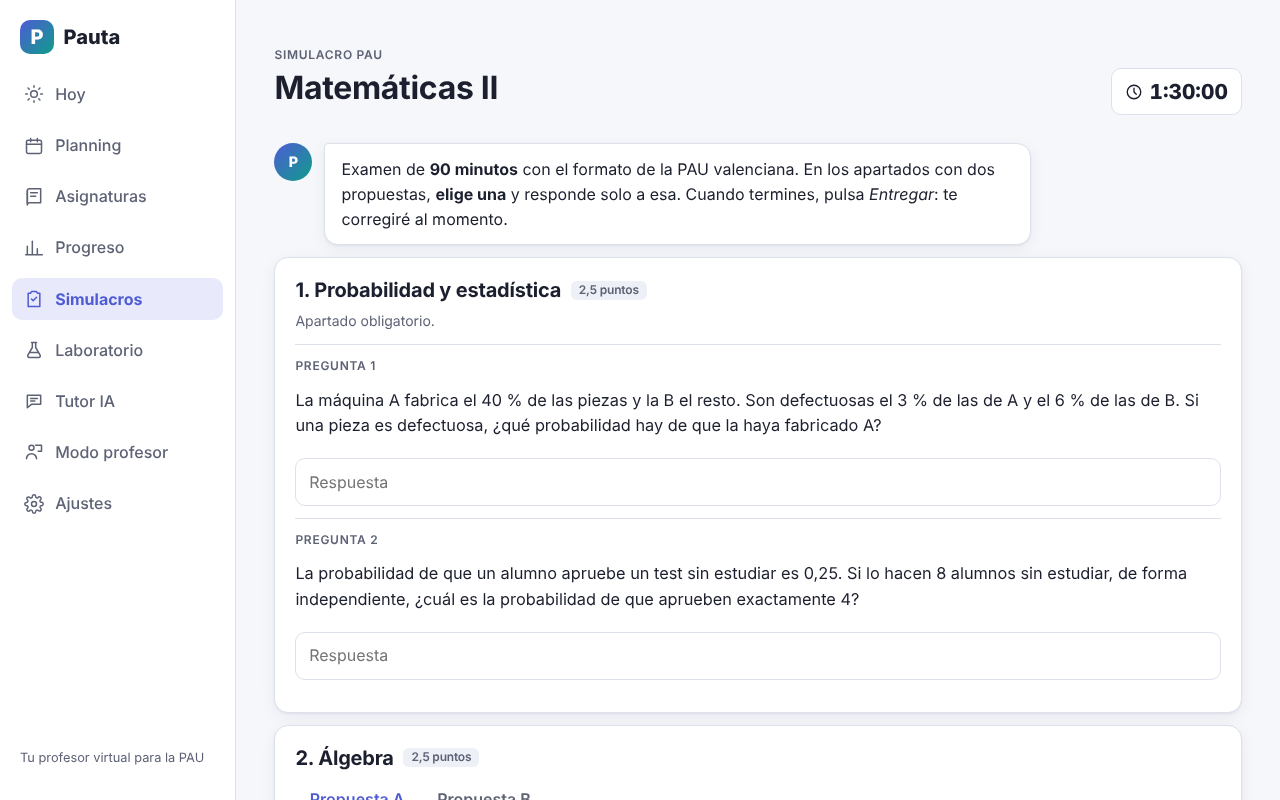 P Pauta
Hoy
Planning
Asignaturas
Progreso
Simulacros
Laboratorio
Tutor IA
Modo profesor
Ajustes
Tu profesor virtual para la PAU
SIMULACRO PAU
Matemáticas II
1:30:00
P
Examen de 90 minutos con el formato de la PAU valenciana. En los apartados con dos
propuestas, elige una y responde solo a esa. Cuando termines, pulsa Entregar: te
corregiré al momento.
1. Probabilidad y estadística 2,5 puntos
Apartado obligatorio.
PREGUNTA 1
La máquina A fabrica el 40 % de las piezas y la B el resto. Son defectuosas el 3 % de las de A y el 6 % de las de B. Si
una pieza es defectuosa, ¿qué probabilidad hay de que la haya fabricado A?
Respuesta
PREGUNTA 2
La probabilidad de que un alumno apruebe un test sin estudiar es 0,25. Si lo hacen 8 alumnos sin estudiar, de forma
independiente, ¿cuál es la probabilidad de que aprueben exactamente 4?
Respuesta
2. Álgebra 2,5 puntos
Propuesta A Propuesta B